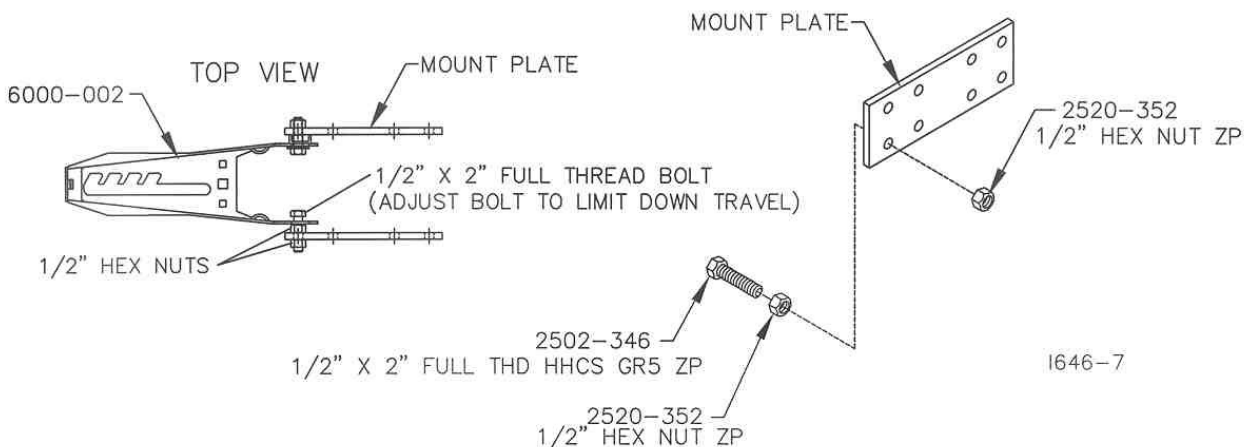 TOP VIEW
6000-002
MOUNT PLATE
1/2" X 2" FULL THREAD BOLT
(ADJUST BOLT TO LIMIT DOWN TRAVEL)
1/2" HEX NUTS
MOUNT PLATE
2520-352
1/2" HEX NUT ZP
2502-346
1/2" X 2" FULL THD HHCS GR5 ZP
2520-352
1/2" HEX NUT ZP
I646-7